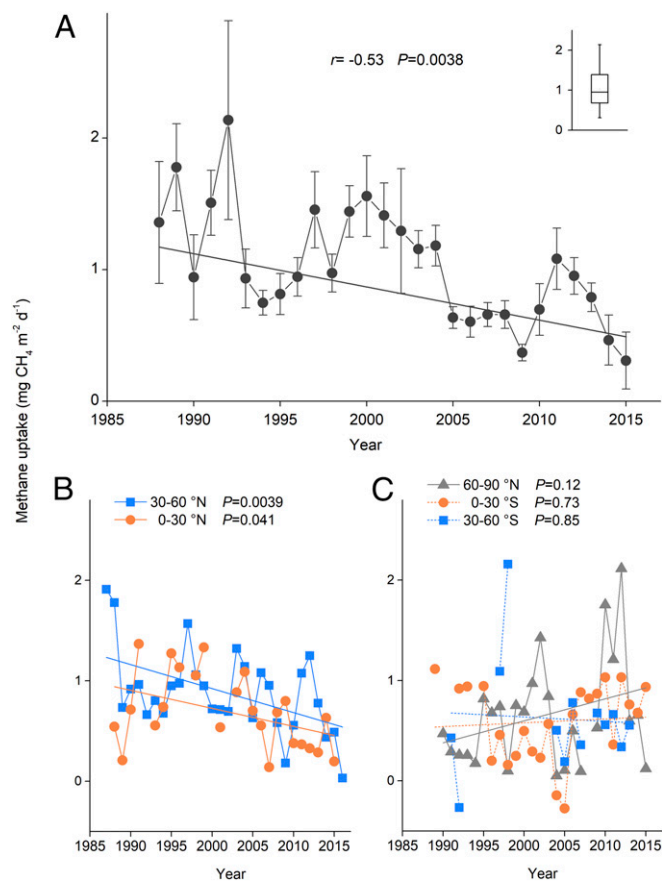 A
r= -0.53 P=0.0038
2
1
0
2
1
0
1985 1990 1995 2000 2005 2010 2015
Year
Methane uptake (mg CH₄ m⁻² d⁻¹)
B
30-60 °N P=0.0039
0-30 °N P=0.041
2
1
0
1985 1990 1995 2000 2005 2010 2015
Year
C
60-90 °N P=0.12
0-30 °S P=0.73
30-60 °S P=0.85
2
1
0
1985 1990 1995 2000 2005 2010 2015
Year